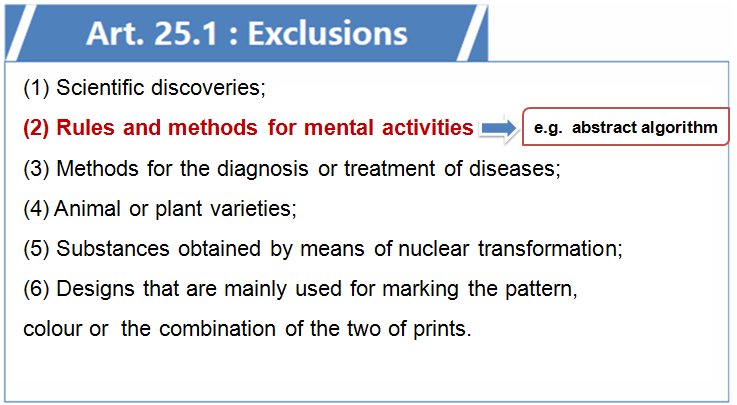 Art. 25.1 : Exclusions
(1) Scientific discoveries;
(2) Rules and methods for mental activities
e.g. abstract algorithm
(3) Methods for the diagnosis or treatment of diseases;
(4) Animal or plant varieties;
(5) Substances obtained by means of nuclear transformation;
(6) Designs that are mainly used for marking the pattern,
colour or the combination of the two of prints.